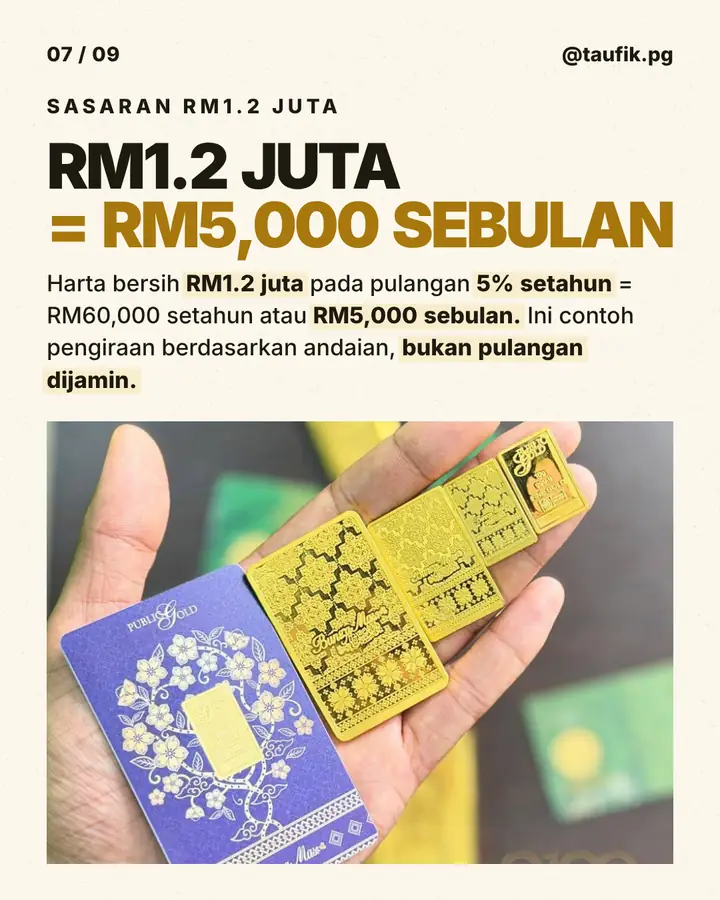 07 / 09
@taufik.pg
SASARAN RM1.2 JUTA
RM1.2 JUTA
= RM5,000 SEBULAN
Harta bersih RM1.2 juta pada pulangan 5% setahun =
RM60,000 setahun atau RM5,000 sebulan. Ini contoh
pengiraan berdasarkan andaian, bukan pulangan
dijamin.
PUBLIC GOLD
Bunga Mas